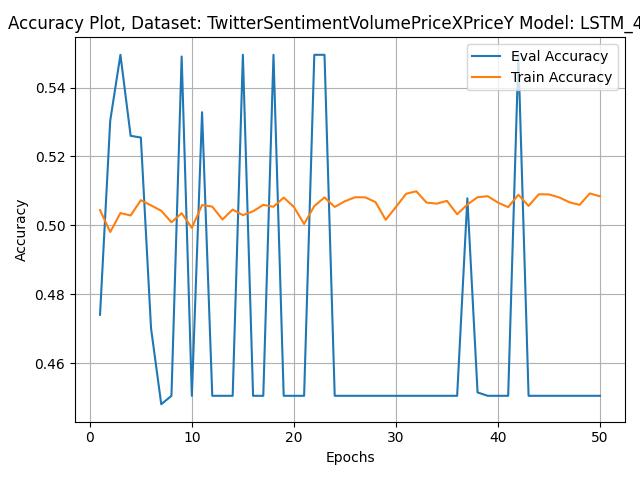 Accuracy Plot, Dataset: TwitterSentimentVolumePriceXPriceY Model: LSTM_4
Eval Accuracy
Train Accuracy
0.54
0.52
0.50
0.48
0.46
Accuracy
0 10 20 30 40 50
Epochs